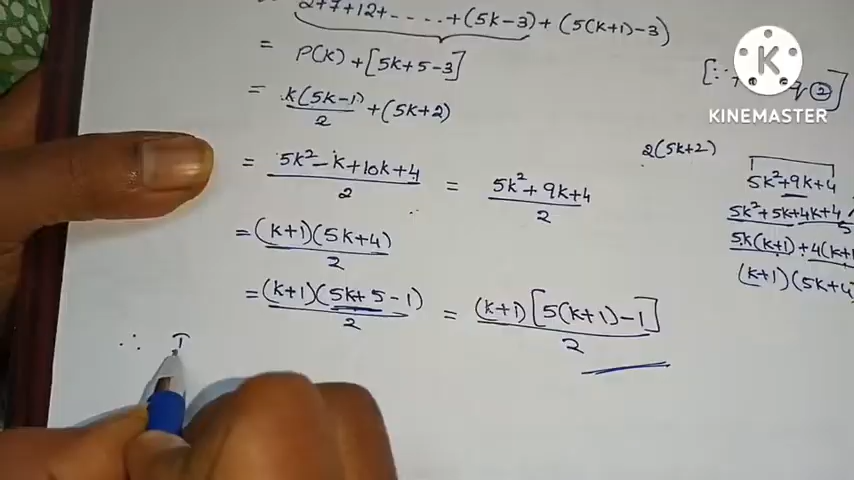 2+7+12+-....+(5k-3)+(5(k+1)-3)
= P(k)+[5k+5-3]
= k(5k-1)/2 + (5k+2)
= 5k²-k+10k+4/2 = 5k²+9k+4/2
= (k+1)(5k+4)/2
= (k+1)(5k+5-1)/2 = (k+1)[5(k+1)-1]/2
∴ T
[∵ ②]
2(5k+2)
5k²+9k+4
5k²+5k+4k+4
5k(k+1)+4(k+1
(k+1)(5k+4
K
KINEMASTER